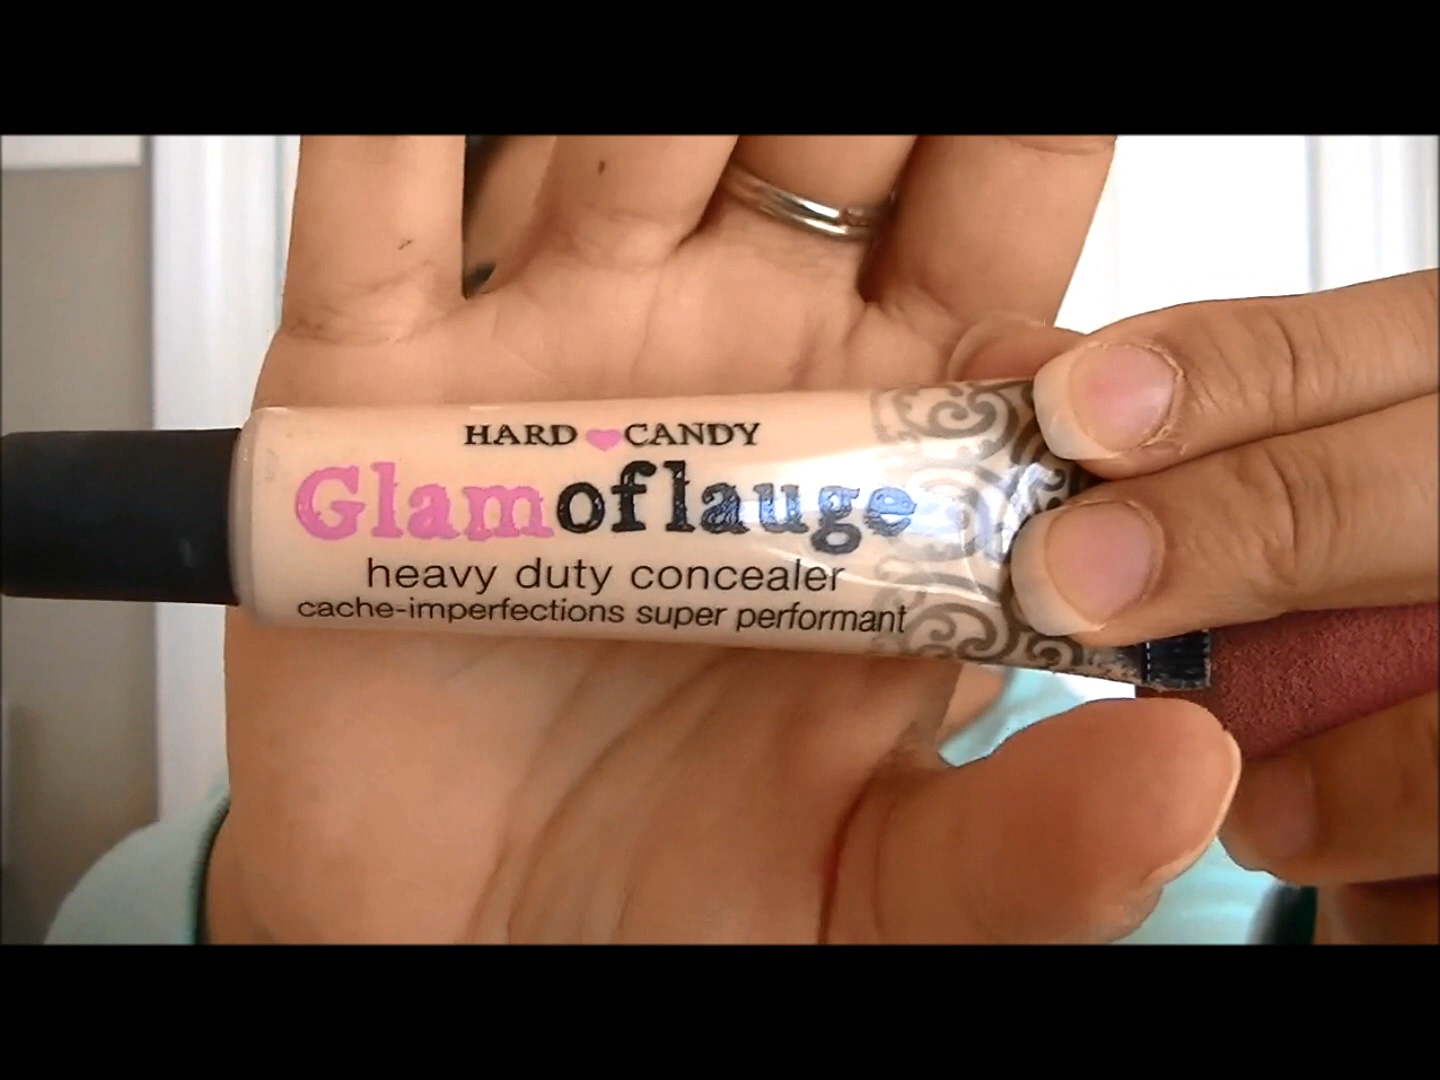 HARD CANDY
Glamoflauge
heavy duty concealer
cache-imperfections super performant